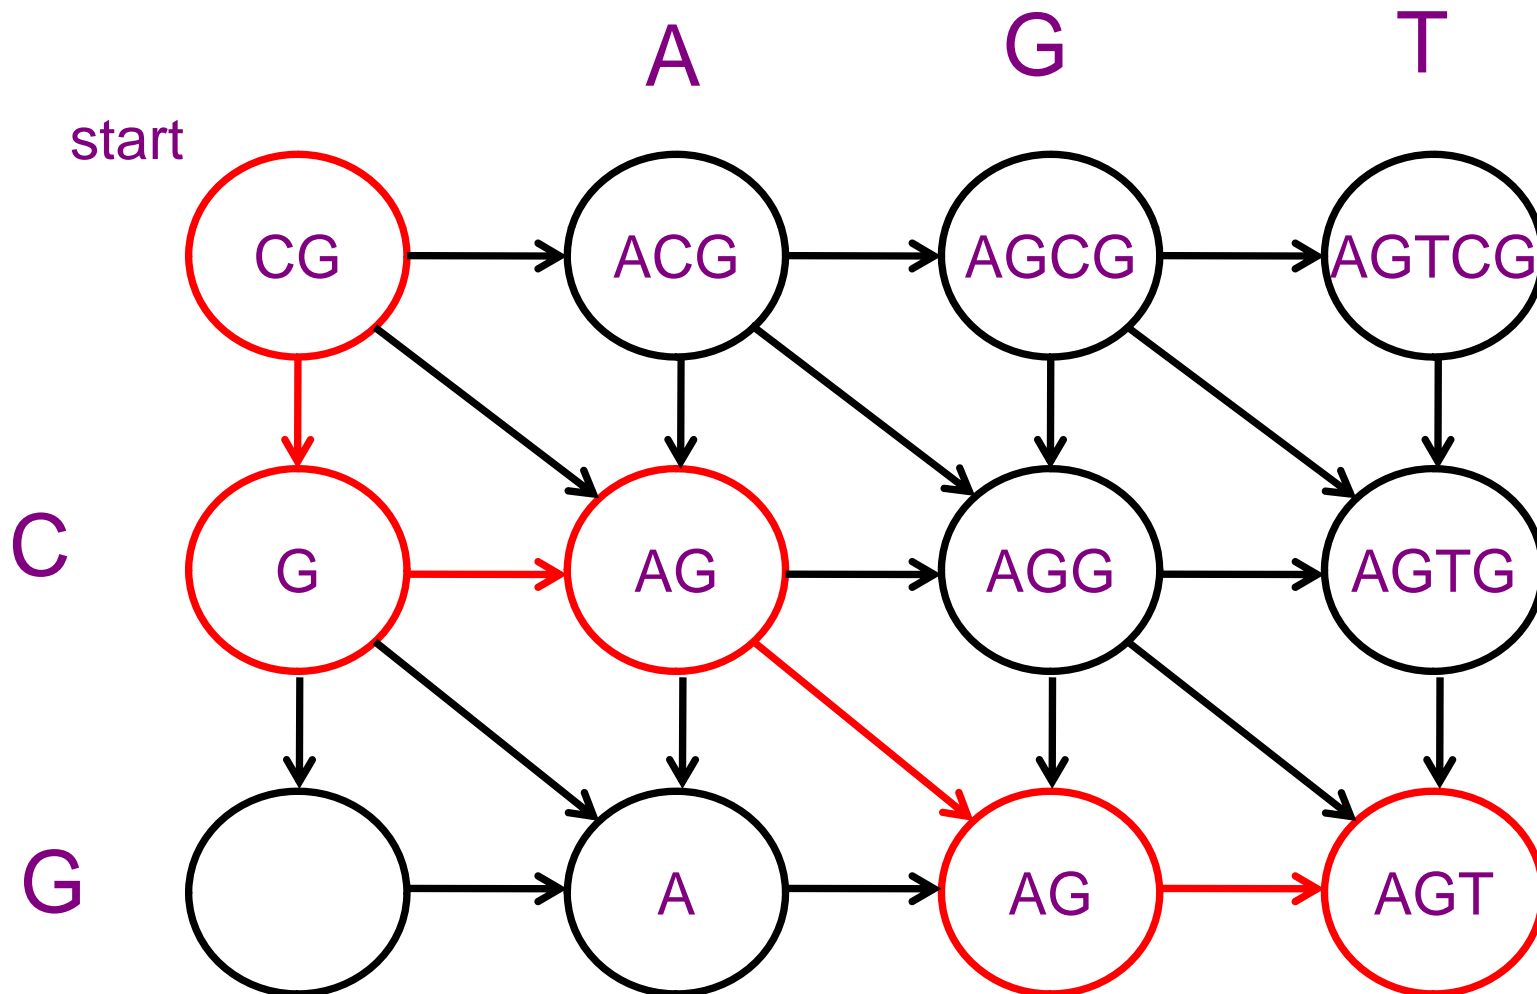 A G T
start
CG ACG AGCG AGTCG
C G AG AGG AGTG
G A AG AGT